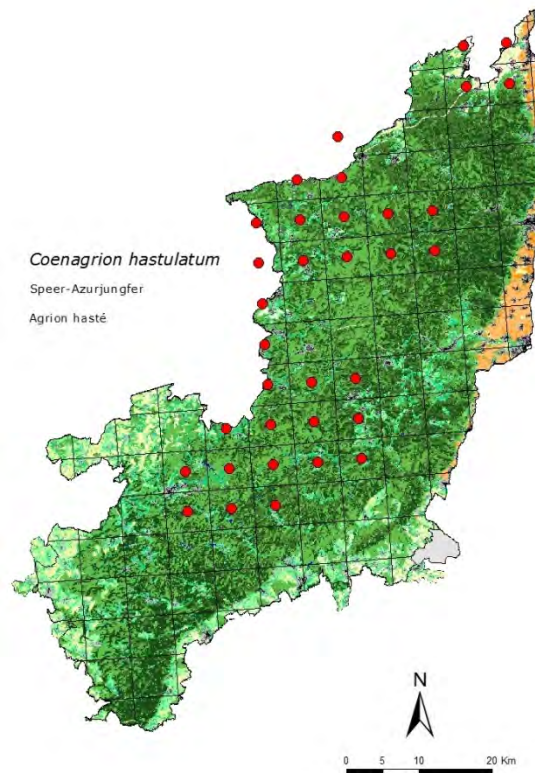 Coenagrion hastulatum
Speer-Azurjungfer
Agrion hasté
N
0 5 10 20 Km